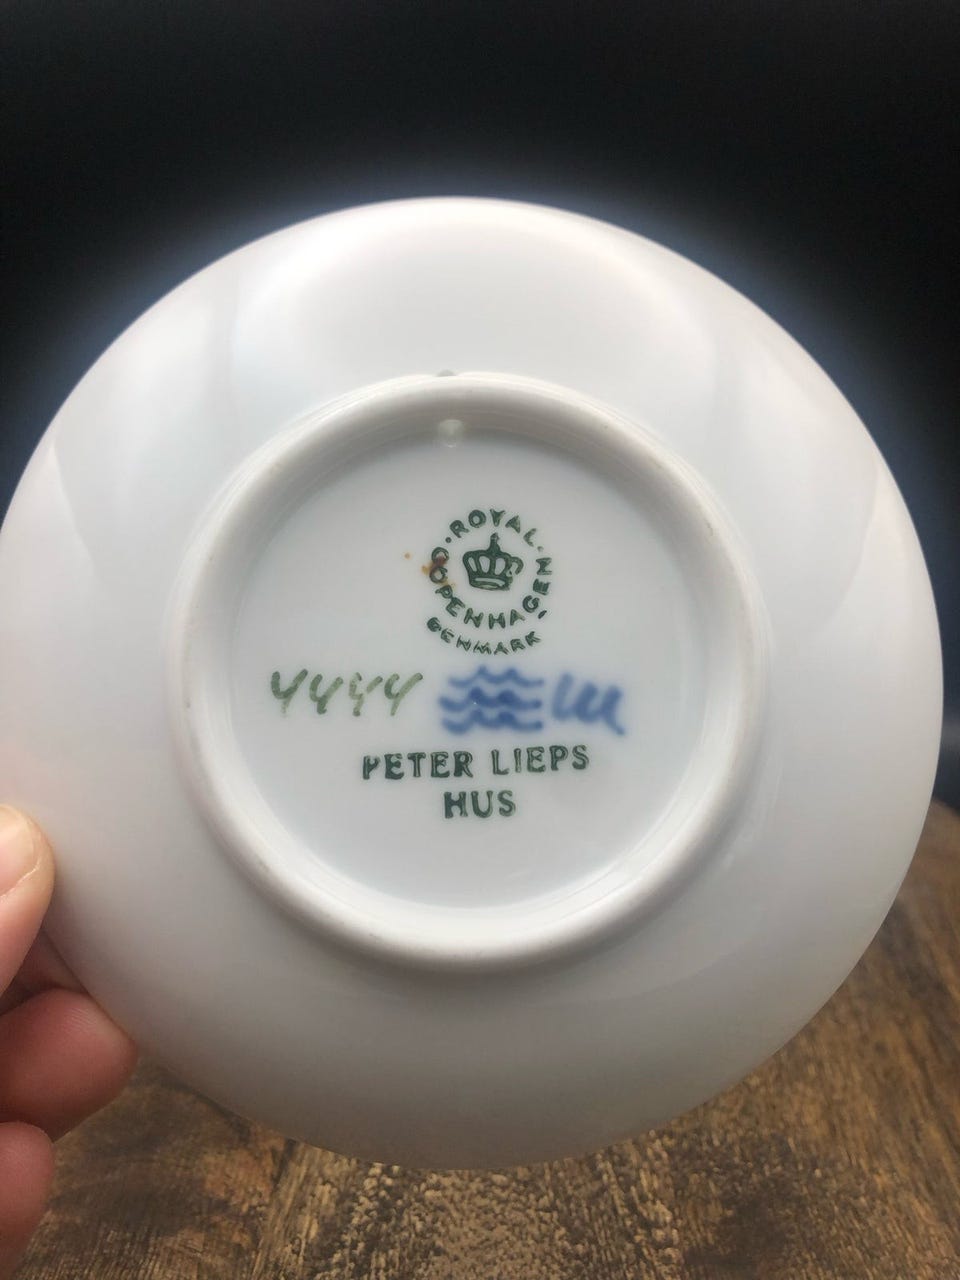 ROYAL
COPENHAGEN
DENMARK
4444
PETER LIEPS
HUS